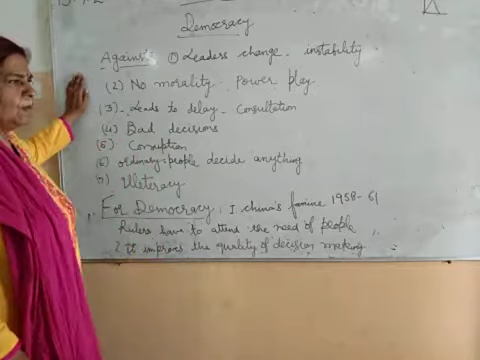 Democracy
Against ① Leaders change - instability
(2) No morality. Power play
(3) - Leads to delay - Consultation
(4) Bad decisions
(5) Corruption
(6) ordinary people decide anything
(7) Illeteracy
For Democracy : I china's famine 1958-61
Rulers have to attend the need of people
2 It improves the quality of decision making